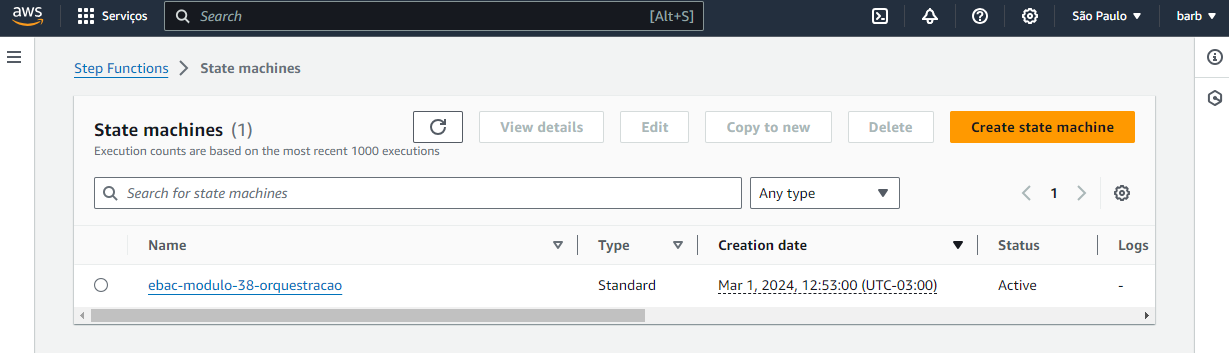 aws Serviços Search [Alt+S] São Paulo barb
Step Functions State machines
State machines (1) View details Edit Copy to new Delete Create state machine
Execution counts are based on the most recent 1000 executions
Search for state machines Any type 1
Name Type Creation date Status Logs
ebac-modulo-38-orquestracao Standard Mar 1, 2024, 12:53:00 (UTC-03:00) Active -